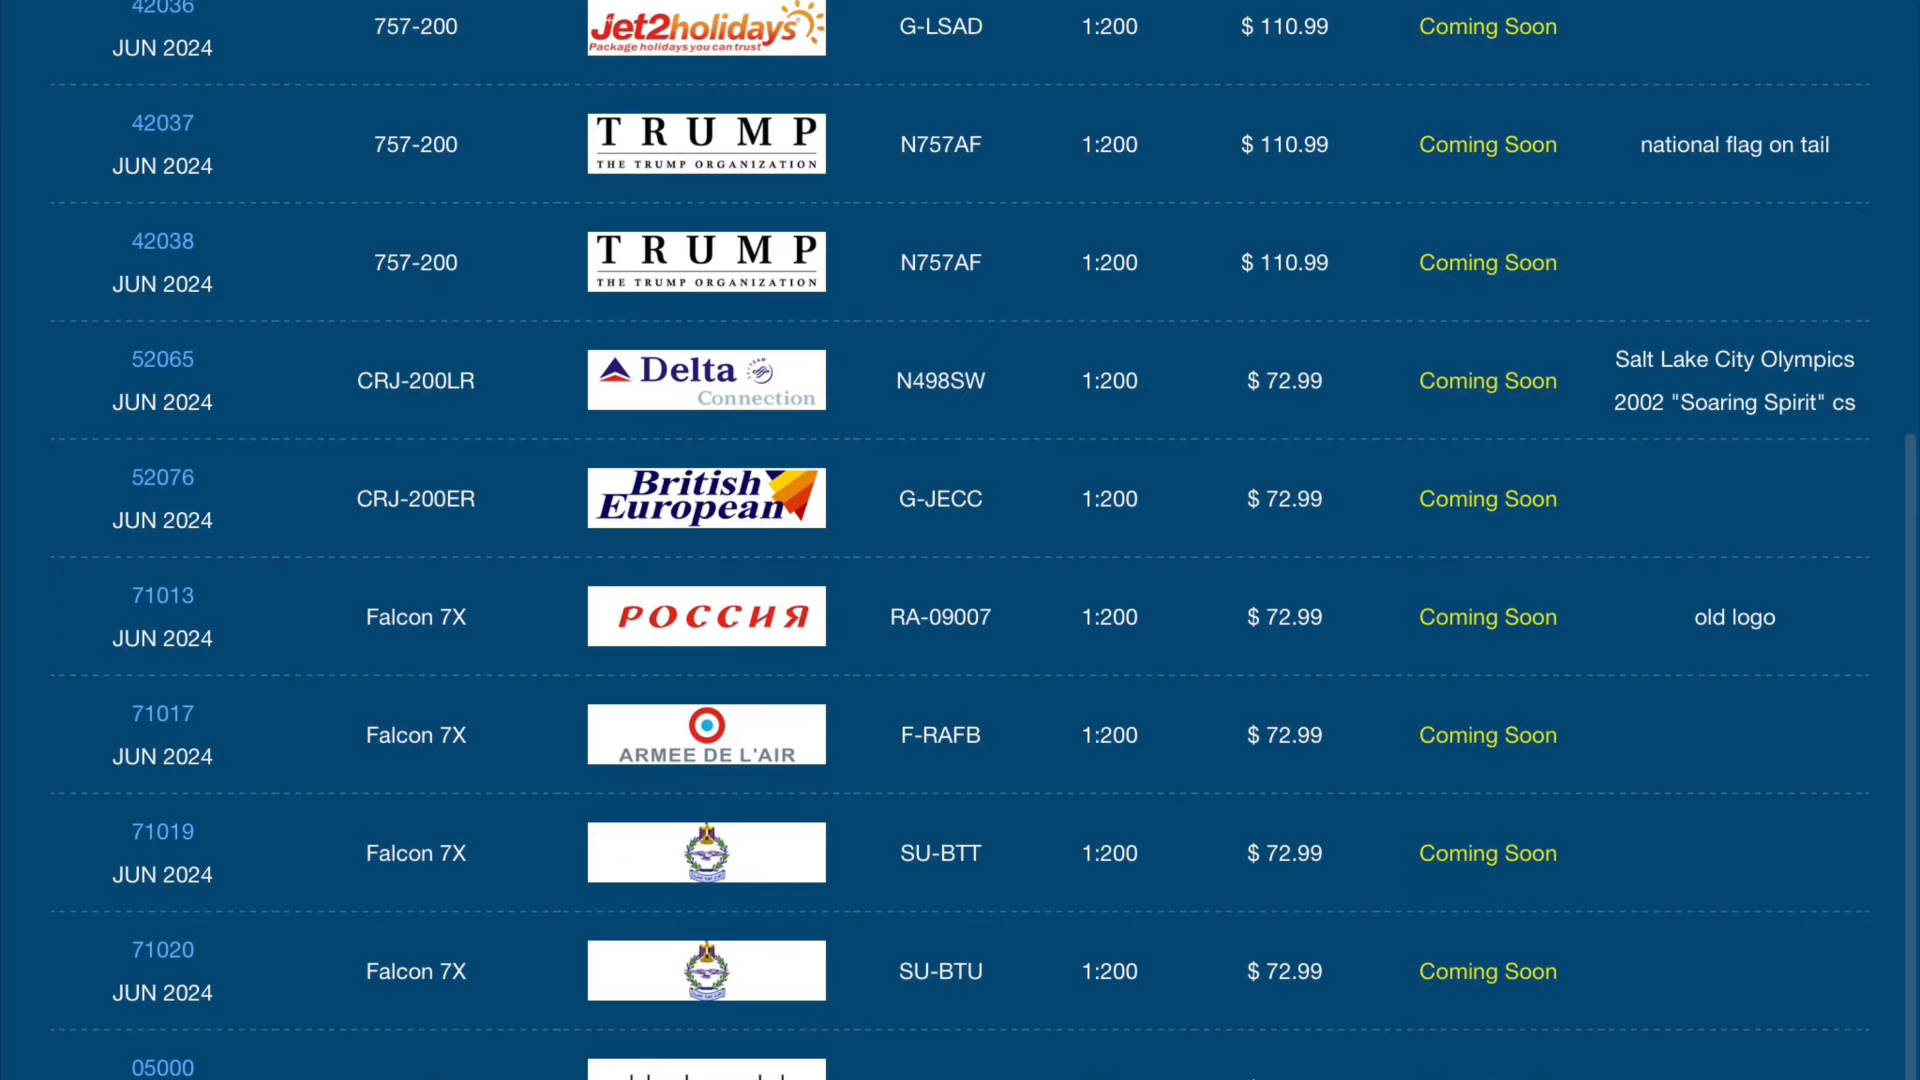 42036
JUN 2024
757-200
Jet2holidays
Package holidays you can trust
G-LSAD
1:200
$ 110.99
Coming Soon
42037
JUN 2024
757-200
TRUMP
THE TRUMP ORGANIZATION
N757AF
1:200
$ 110.99
Coming Soon
national flag on tail
42038
JUN 2024
757-200
TRUMP
THE TRUMP ORGANIZATION
N757AF
1:200
$ 110.99
Coming Soon
52065
JUN 2024
CRJ-200LR
Delta
Connection
N498SW
1:200
$ 72.99
Coming Soon
Salt Lake City Olympics
2002 "Soaring Spirit" cs
52076
JUN 2024
CRJ-200ER
British
European
G-JECC
1:200
$ 72.99
Coming Soon
71013
JUN 2024
Falcon 7X
РОССИЯ
RA-09007
1:200
$ 72.99
Coming Soon
old logo
71017
JUN 2024
Falcon 7X
ARMEE DE L'AIR
F-RAFB
1:200
$ 72.99
Coming Soon
71019
JUN 2024
Falcon 7X
SU-BTT
1:200
$ 72.99
Coming Soon
71020
JUN 2024
Falcon 7X
SU-BTU
1:200
$ 72.99
Coming Soon
05000